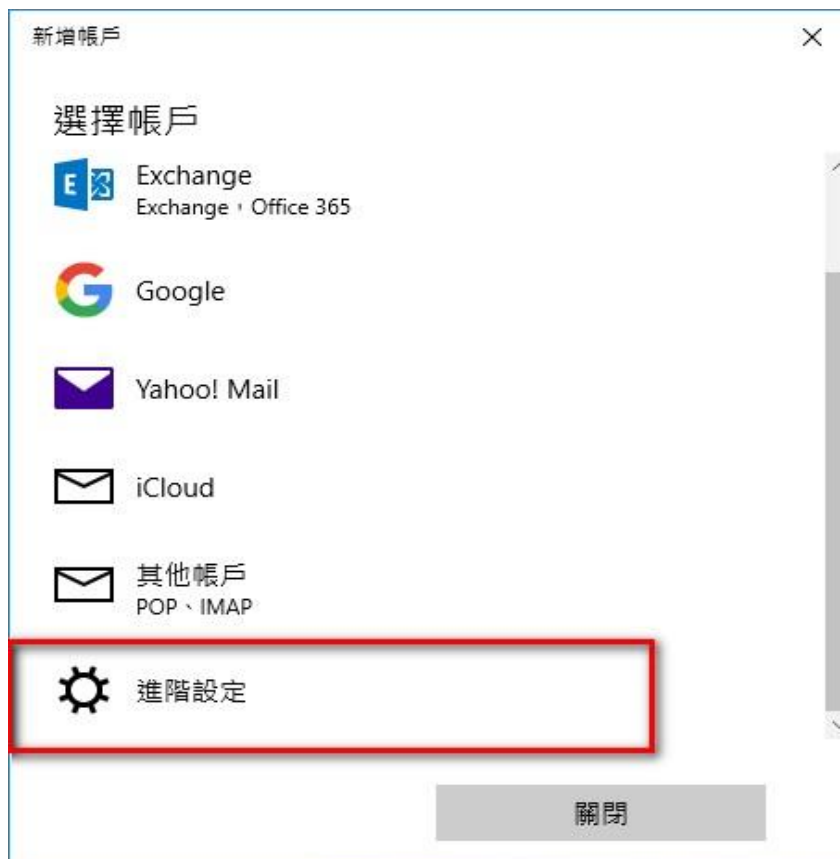 新增帳戶
選擇帳戶
Exchange
Exchange，Office 365
Google
Yahoo! Mail
iCloud
其他帳戶
POP、IMAP
進階設定
關閉